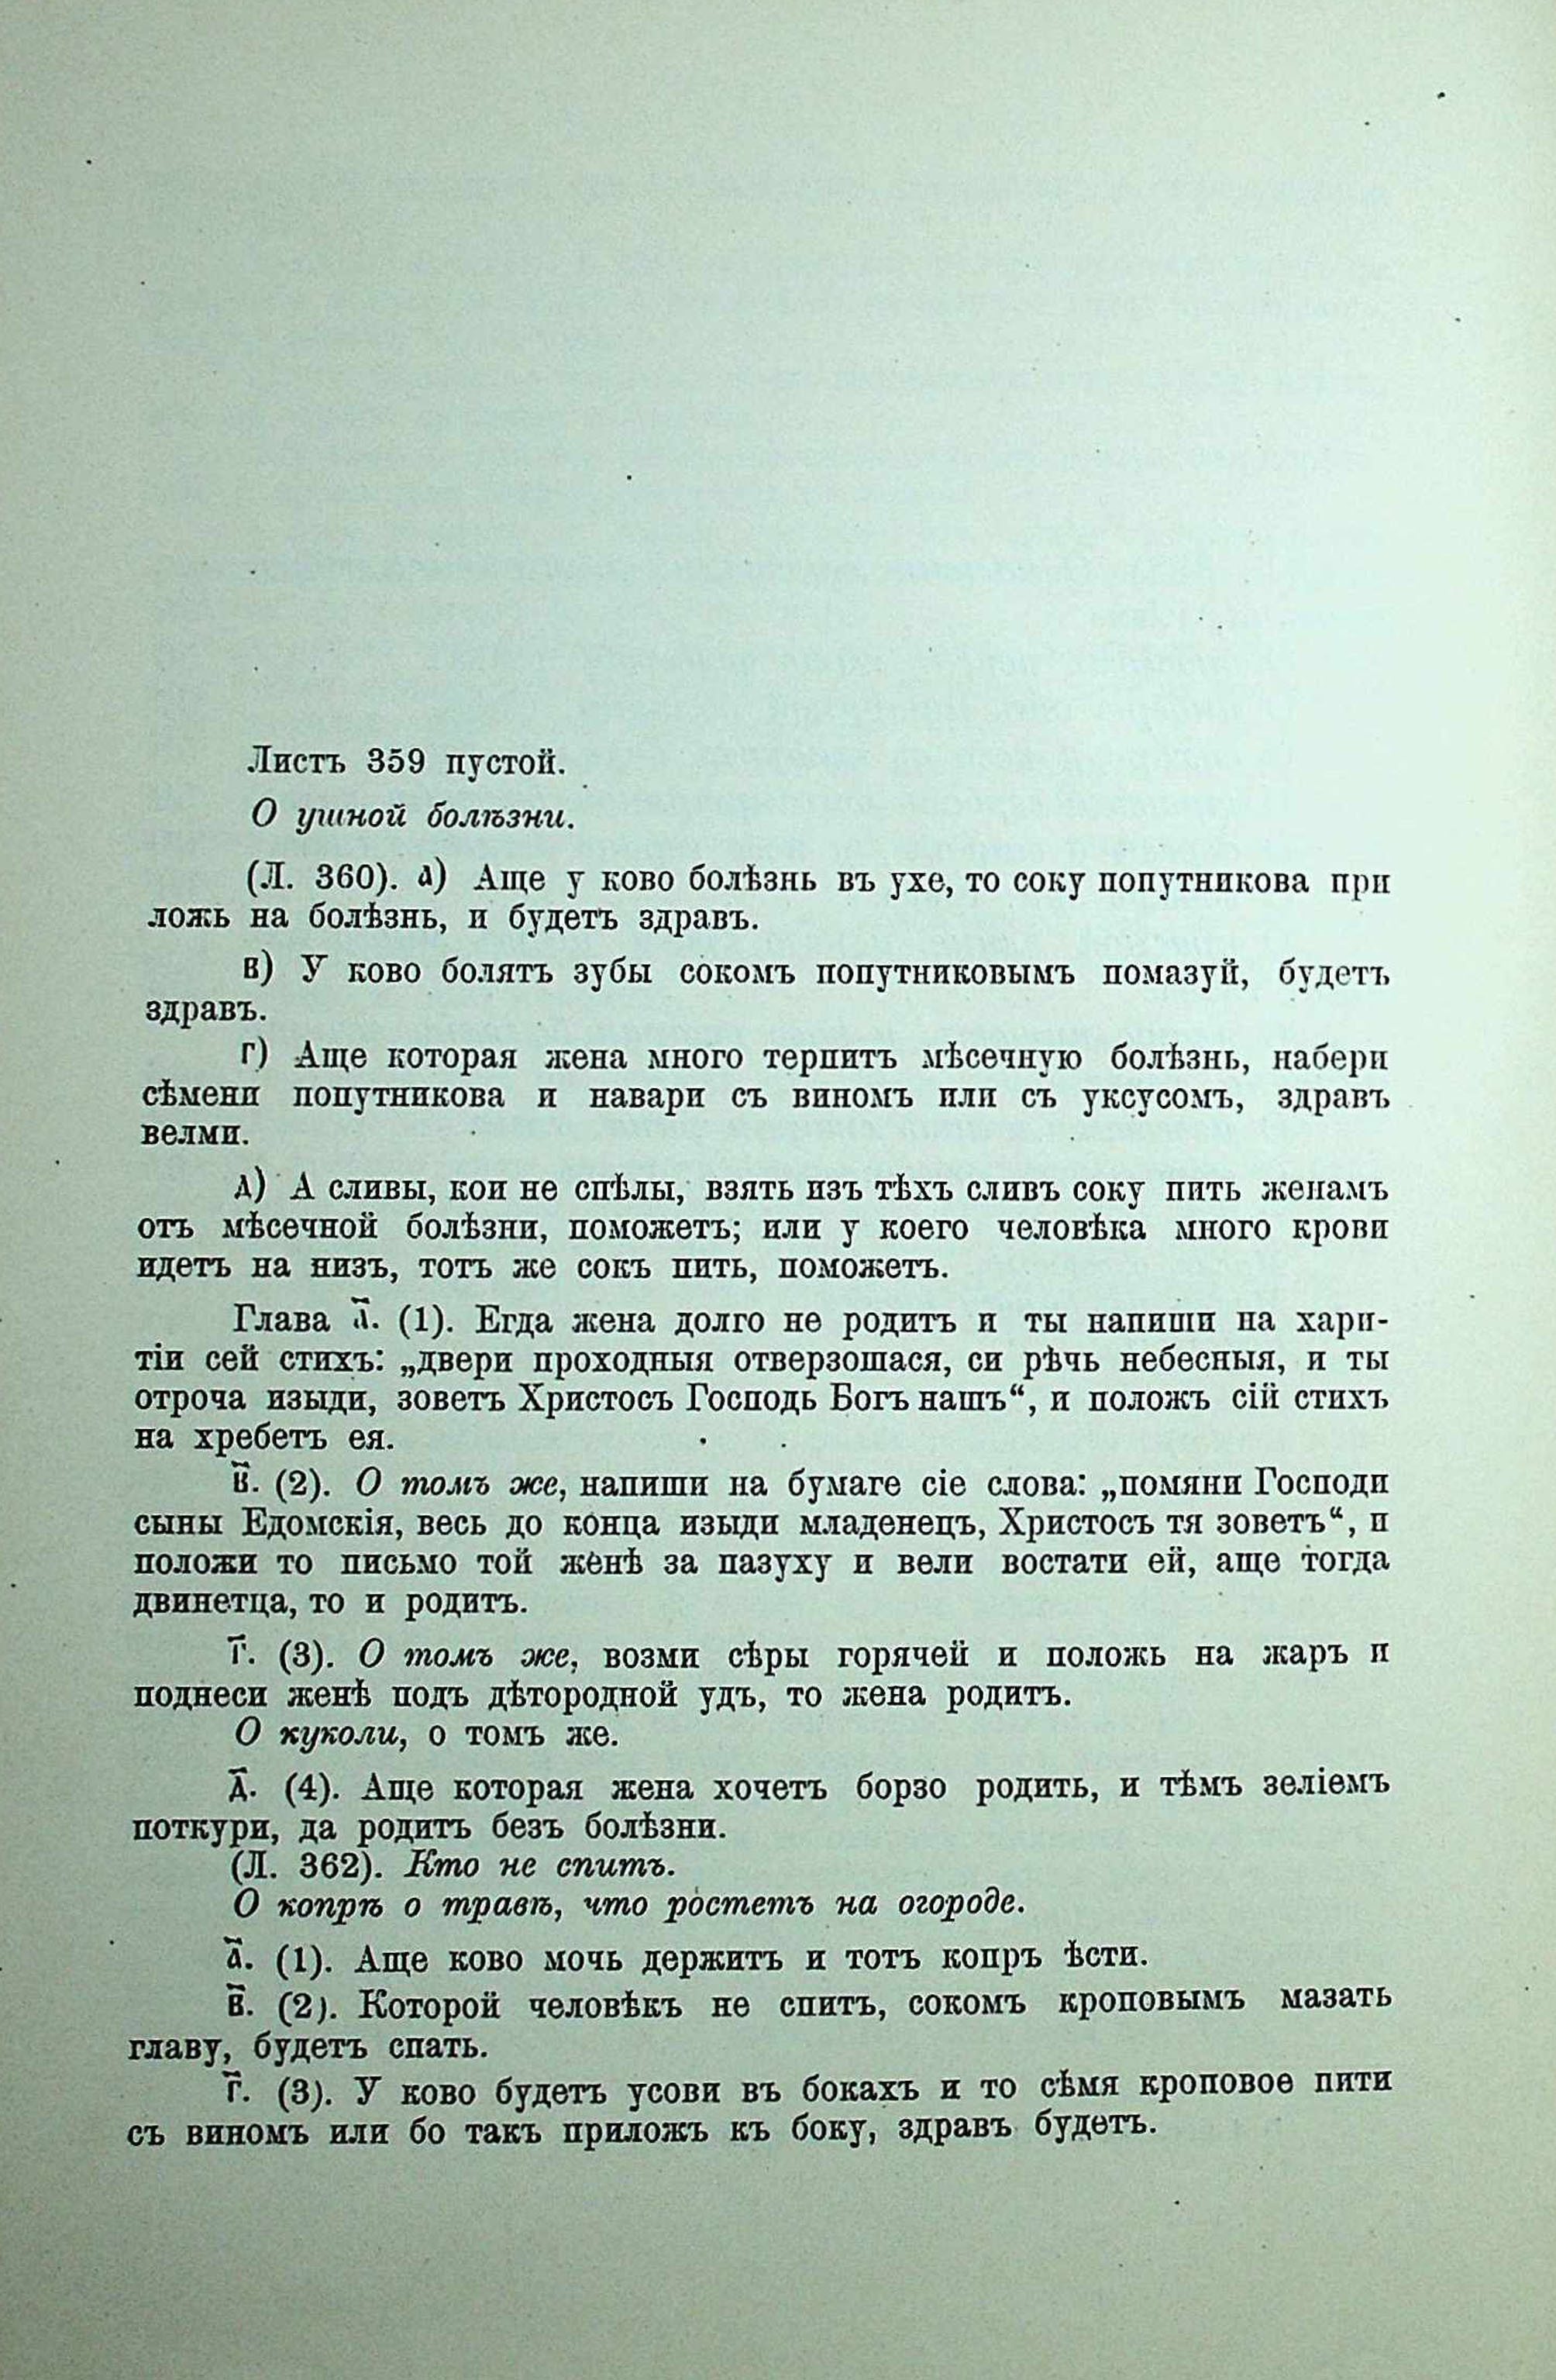 Листъ 359 пустой.
О ушной болѣзни.
(Л. 360). а) Аще у ково болѣзнь въ ухе, то соку попутникова при
ложь на болѣзнь, и будетъ здравъ.
в) У ково болятъ зубы сокомъ попутниковымъ помазуй, будетъ
здравъ.
г) Аще которая жена много терпитъ мѣсечную болѣзнь, набери
сѣмени попутникова и навари съ виномъ или съ уксусомъ, здравъ
велми.
д) А сливы, кои не спѣлы, взять изъ тѣхъ сливъ соку пить женамъ
отъ мѣсечной болѣзни, поможетъ; или у коего человѣка много крови
идетъ на низъ, тотъ же сокъ пить, поможетъ.
Глава а҃. (1). Егда жена долго не родитъ и ты напиши на хари-
тіи сей стихъ: „двери проходныя отверзошася, си рѣчь небесныя, и ты
отроча изыди, зоветъ Христосъ Господь Богъ нашъ“, и положъ сій стихъ
на хребетъ ея.
в҃. (2). О томъ же, напиши на бумаге сіе слова: „помяни Господи
сыны Едомскія, весь до конца изыди младенецъ, Христосъ тя зоветъ“, и
положи то письмо той женѣ за пазуху и вели востати ей, аще тогда
двинетца, то и родитъ.
г҃. (3). О томъ же, возми сѣры горячей и положь на жаръ и
поднеси женѣ подъ дѣтородной удъ, то жена родитъ.
О куколи, о томъ же.
д҃. (4). Аще которая жена хочетъ борзо родить, и тѣмъ зеліемъ
поткури, да родитъ безъ болѣзни.
(Л. 362). Кто не спитъ.
О копрѣ о травѣ, что ростетъ на огороде.
а҃. (1). Аще ково мочь держитъ и тотъ копръ ѣсти.
в҃. (2). Которой человѣкъ не спитъ, сокомъ кроповымъ мазать
главу, будетъ спать.
г҃. (3). У ково будетъ усови въ бокахъ и то сѣмя кроповое пити
съ виномъ или бо такъ приложъ къ боку, здравъ будетъ.